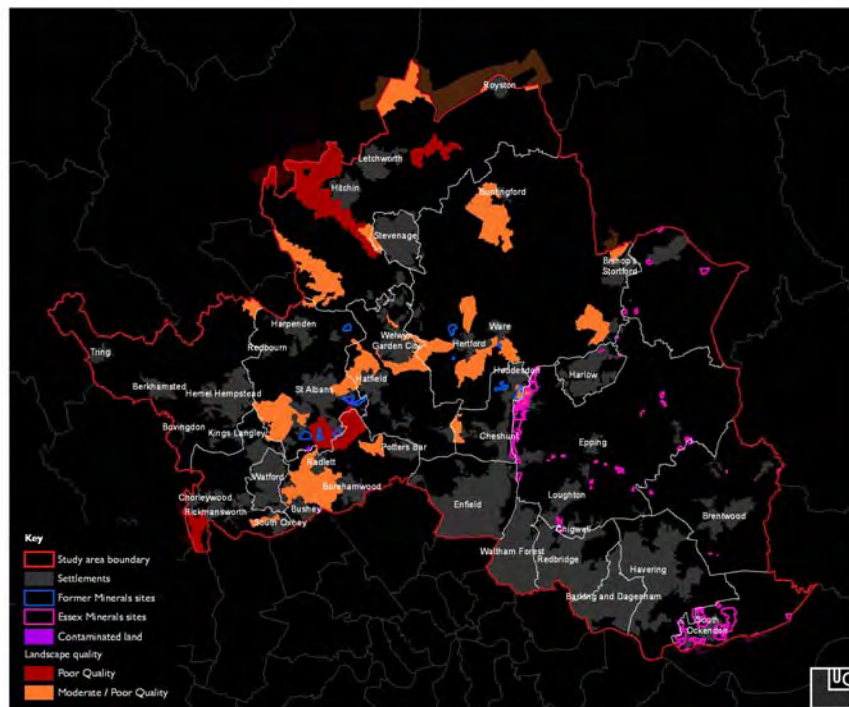 Royston
Letchworth
Hitchin
Buntingford
Stevenage
Bishop's
Stortford
Harpenden
Welwyn
Garden City
Ware
Hertford
Redbourn
Tring
Hatfield
Hoddesdon
Harlow
Berkhamsted
Hemel Hempstead
St Albans
Bovingdon
Kings Langley
Cheshunt
Epping
Potters Bar
Radlett
Watford
Borehamwood
Chorleywood
Rickmansworth
Bushey
South Oxhey
Enfield
Loughton
Chigwell
Brentwood
Waltham Forest
Redbridge
Havering
Barking and Dagenham
South
Ockendon
Key
Study area boundary
Settlements
Former Minerals sites
Essex Minerals sites
Contaminated land
Landscape quality
Poor Quality
Moderate / Poor Quality